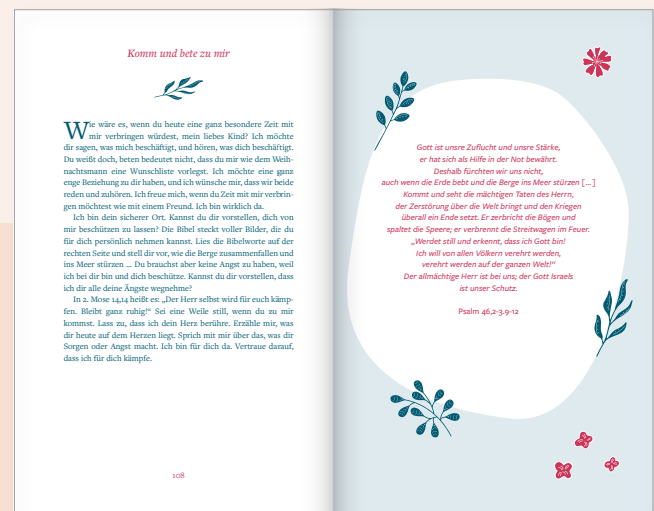 Komm und bete zu mir
Wie wäre es, wenn du heute eine ganz besondere Zeit mit
mir verbringen würdest, mein liebes Kind? Ich möchte
dir sagen, was mich beschäftigt, und hören, was dich beschäftigt.
Du weißt doch, beten bedeutet nicht, dass du mir wie dem Weih-
nachtsmann eine Wunschliste vorlegst. Ich möchte eine ganz
enge Beziehung zu dir haben, und ich wünsche mir, dass wir beide
reden und zuhören. Ich freue mich, wenn du Zeit mit mir verbrin-
gen möchtest wie mit einem Freund. Ich bin wirklich da.
Ich bin dein sicherer Ort. Kannst du dir vorstellen, dich von
mir beschützen zu lassen? Die Bibel steckt voller Bilder, die du
für dich persönlich nehmen kannst. Lies die Bibelworte auf der
rechten Seite und stell dir vor, wie die Berge zusammenfallen und
ins Meer stürzen ... Du brauchst aber keine Angst zu haben, weil
ich bei dir bin und dich beschütze. Kannst du dir vorstellen, dass
ich dir alle deine Ängste wegnehme?
In 2. Mose 14,14 heißt es: „Der Herr selbst wird für euch kämp-
fen. Bleibt ganz ruhig!“ Sei eine Weile still, wenn du zu mir
kommst. Lass zu, dass ich dein Herz berühre. Erzähle mir, was
dir heute auf dem Herzen liegt. Sprich mit mir über das, was dir
Sorgen oder Angst macht. Ich bin für dich da. Vertraue darauf,
dass ich für dich kämpfe.
108
Gott ist unsre Zuflucht und unsre Stärke,
er hat sich als Hilfe in der Not bewährt.
Deshalb fürchten wir uns nicht,
auch wenn die Erde bebt und die Berge ins Meer stürzen [...]
Kommt und seht die mächtigen Taten des Herrn,
der Zerstörung über die Welt bringt und den Kriegen
überall ein Ende setzt. Er zerbricht die Bögen und
spaltet die Speere; er verbrennt die Streitwagen im Feuer.
„Werdet still und erkennt, dass ich Gott bin!
Ich will von allen Völkern verehrt werden,
verehrt werden auf der ganzen Welt!“
Der allmächtige Herr ist bei uns; der Gott Israels
ist unser Schutz.
Psalm 46,2-3.9-12